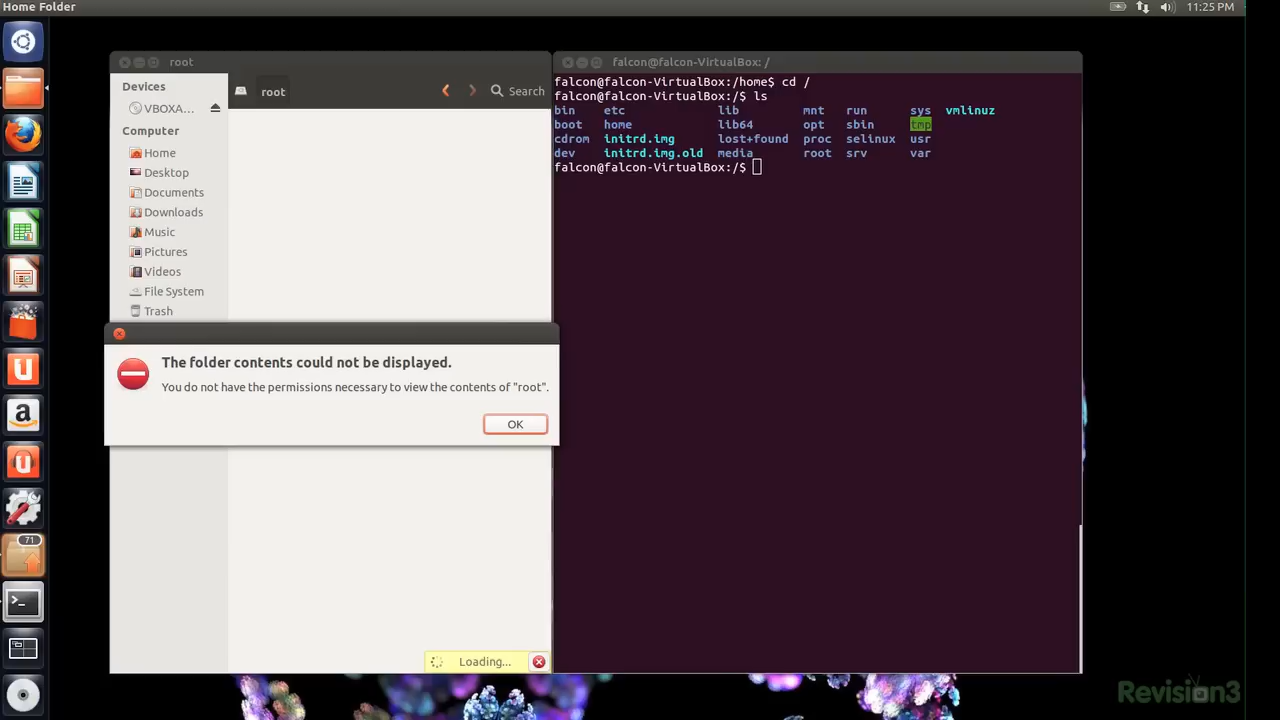 Home Folder
11:25 PM
root
Devices
root
Search
VBOXA...
Computer
Home
Desktop
Documents
Downloads
Music
Pictures
Videos
File System
Trash
The folder contents could not be displayed.
You do not have the permissions necessary to view the contents of "root".
OK
Loading...
falcon@falcon-VirtualBox: /
falcon@falcon-VirtualBox:/home$ cd /
falcon@falcon-VirtualBox:/$ ls
bin etc lib mnt run sys vmlinuz
boot home lib64 opt sbin tmp
cdrom initrd.img lost+found proc selinux usr
dev initrd.img.old media root srv var
falcon@falcon-VirtualBox:/$
71
Revision3